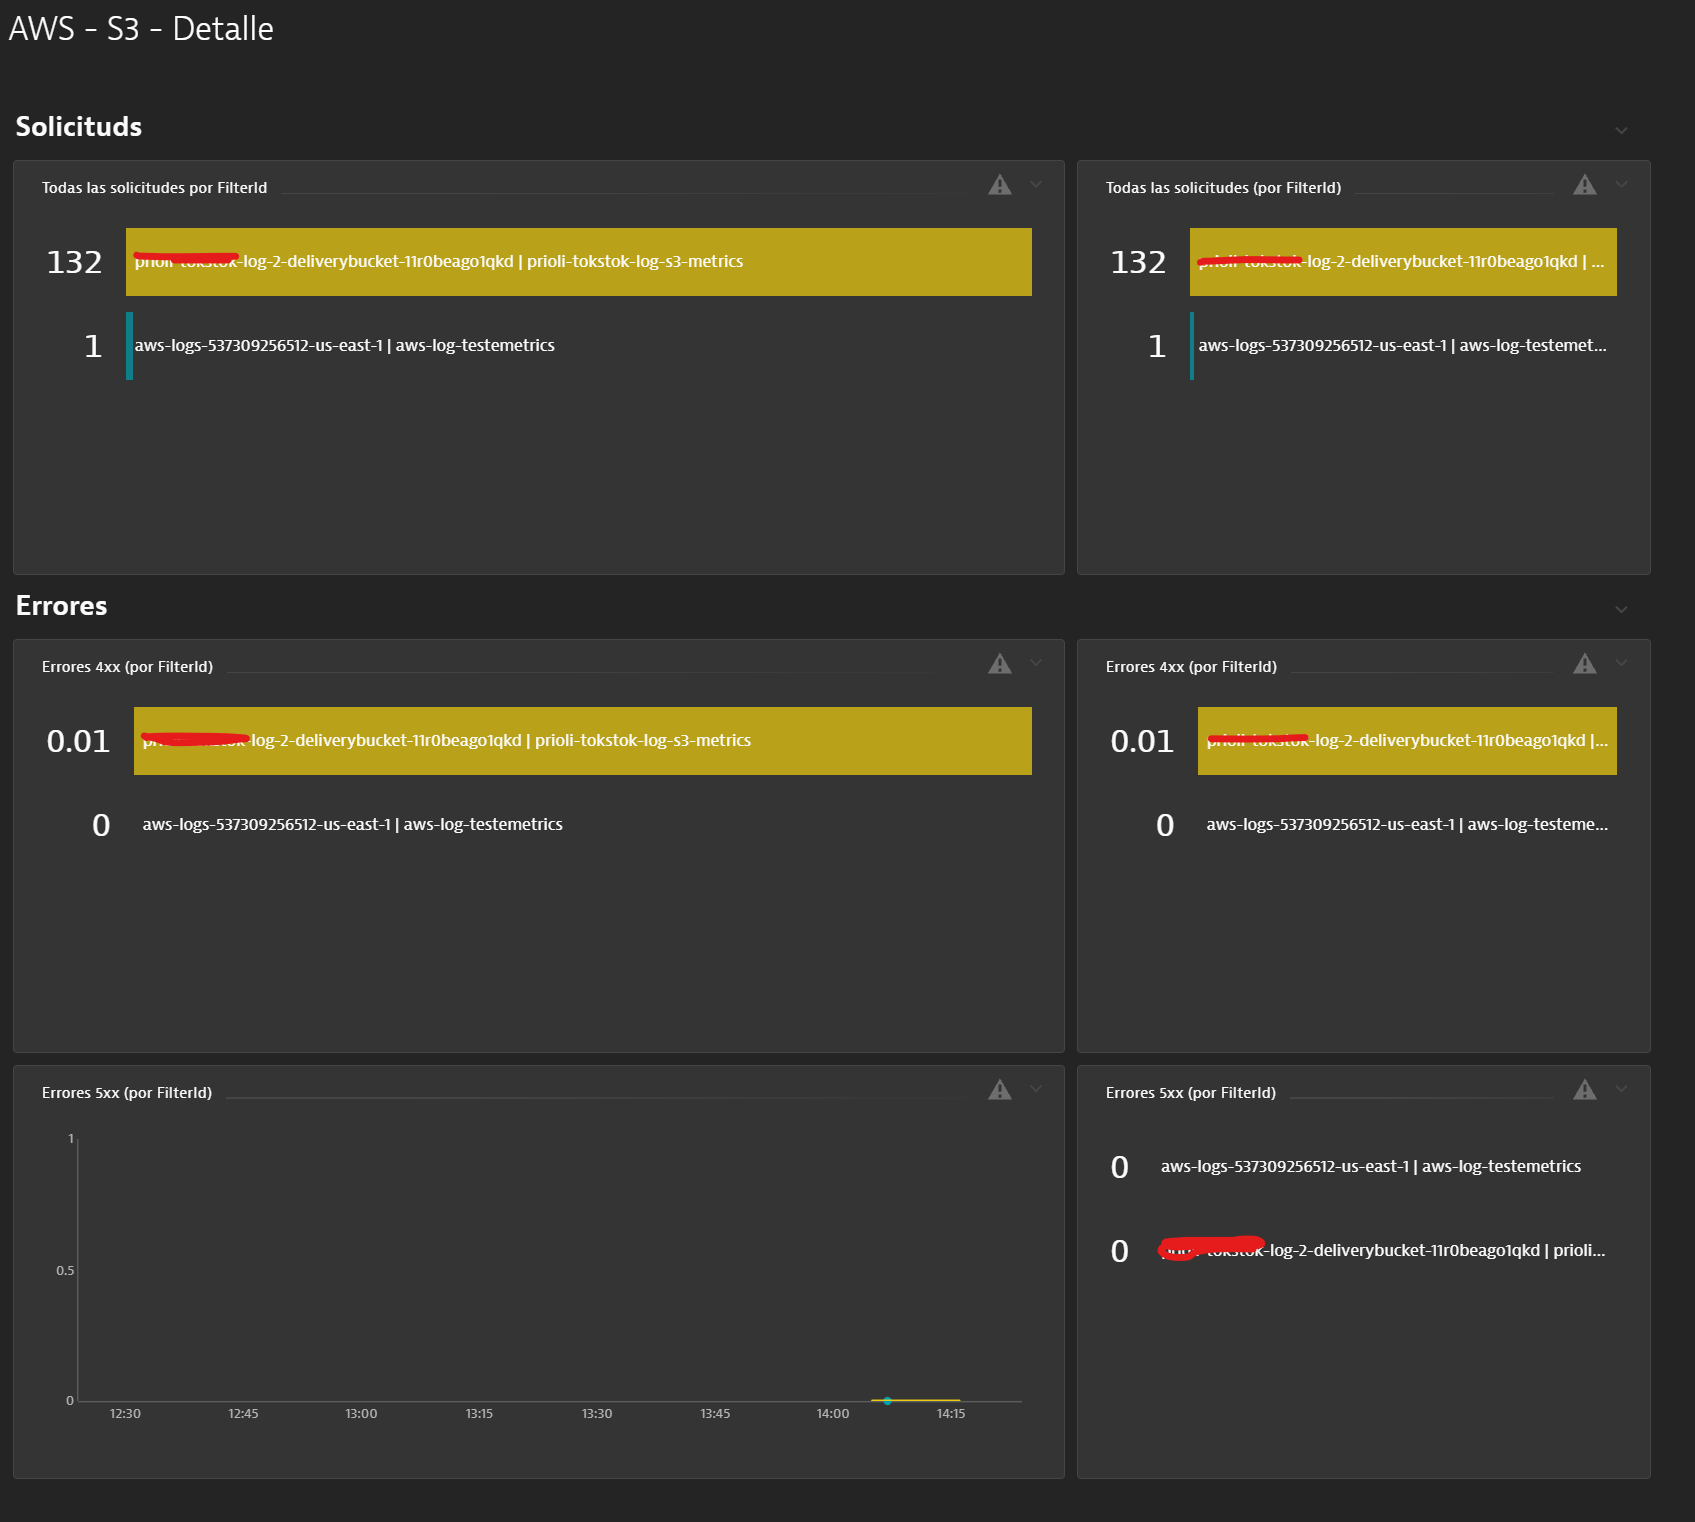 AWS - S3 - Detalle
Solicituds
Todas las solicitudes por FilterId
132 -log-2-deliverybucket-11r0beago1qkd | prioli-tokstok-log-s3-metrics
1 aws-logs-537309256512-us-east-1 | aws-log-testemetrics
Todas las solicitudes (por FilterId)
132 -log-2-deliverybucket-11r0beago1qkd | ...
1 aws-logs-537309256512-us-east-1 | aws-log-testemet...
Errores
Errores 4xx (por FilterId)
0.01 -log-2-deliverybucket-11r0beago1qkd | prioli-tokstok-log-s3-metrics
0 aws-logs-537309256512-us-east-1 | aws-log-testemetrics
Errores 4xx (por FilterId)
0.01 -log-2-deliverybucket-11r0beago1qkd |...
0 aws-logs-537309256512-us-east-1 | aws-log-testeme...
Errores 5xx (por FilterId)
1
0.5
0
12:30 12:45 13:00 13:15 13:30 13:45 14:00 14:15
Errores 5xx (por FilterId)
0 aws-logs-537309256512-us-east-1 | aws-log-testemetrics
0 -log-2-deliverybucket-11r0beago1qkd | prioli...